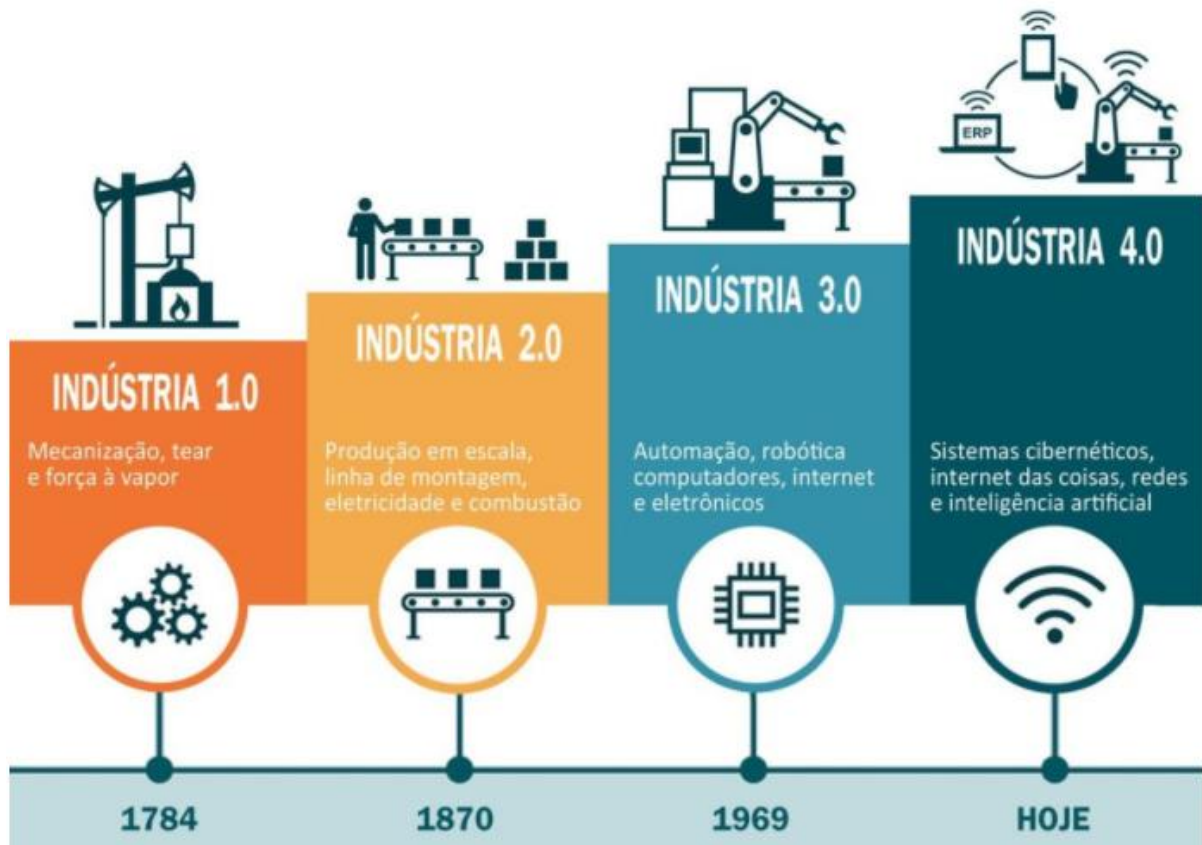 ERP
INDÚSTRIA 1.0
Mecanização, tear
e força à vapor
INDÚSTRIA 2.0
Produção em escala,
linha de montagem,
eletricidade e combustão
INDÚSTRIA 3.0
Automação, robótica
computadores, internet
e eletrônicos
INDÚSTRIA 4.0
Sistemas cibernéticos,
internet das coisas, redes
e inteligência artificial
1784
1870
1969
HOJE